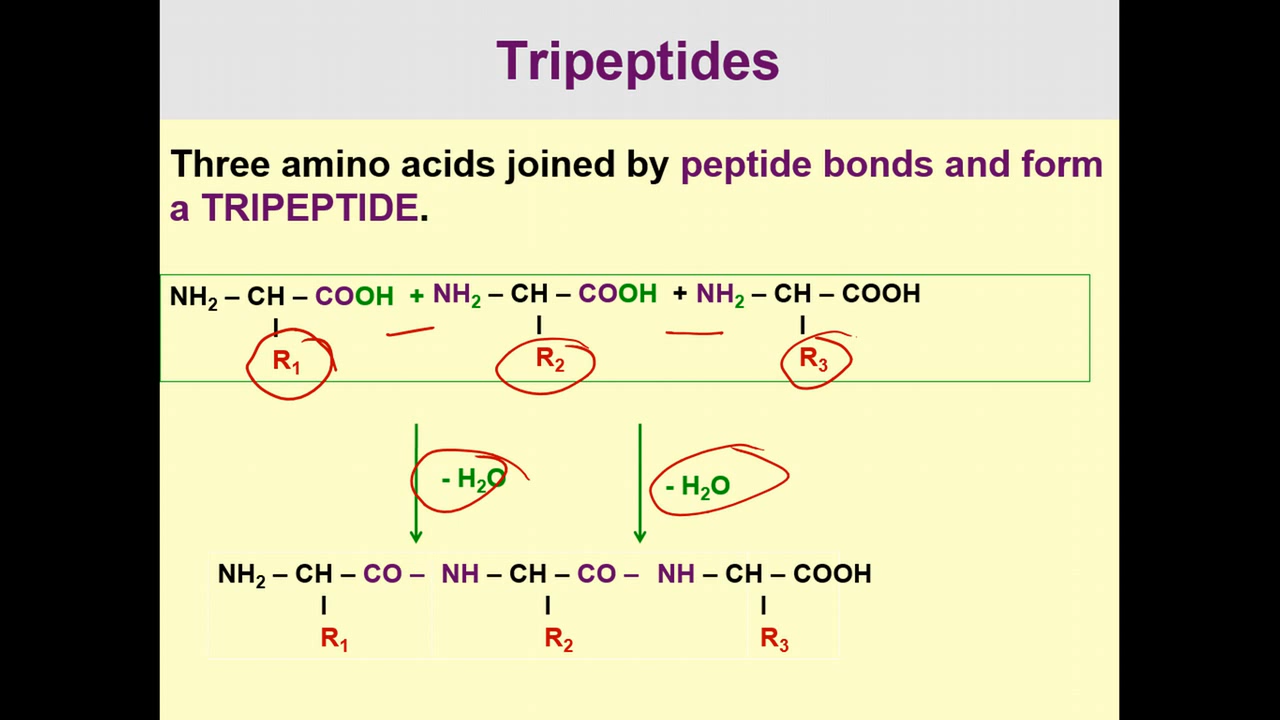 Tripeptides
Three amino acids joined by peptide bonds and form
a TRIPEPTIDE.
NH₂ – CH – COOH + NH₂ – CH – COOH + NH₂ – CH – COOH
I I I
R₁ R₂ R₃
- H₂O - H₂O
NH₂ – CH – CO – NH – CH – CO – NH – CH – COOH
I I I
R₁ R₂ R₃